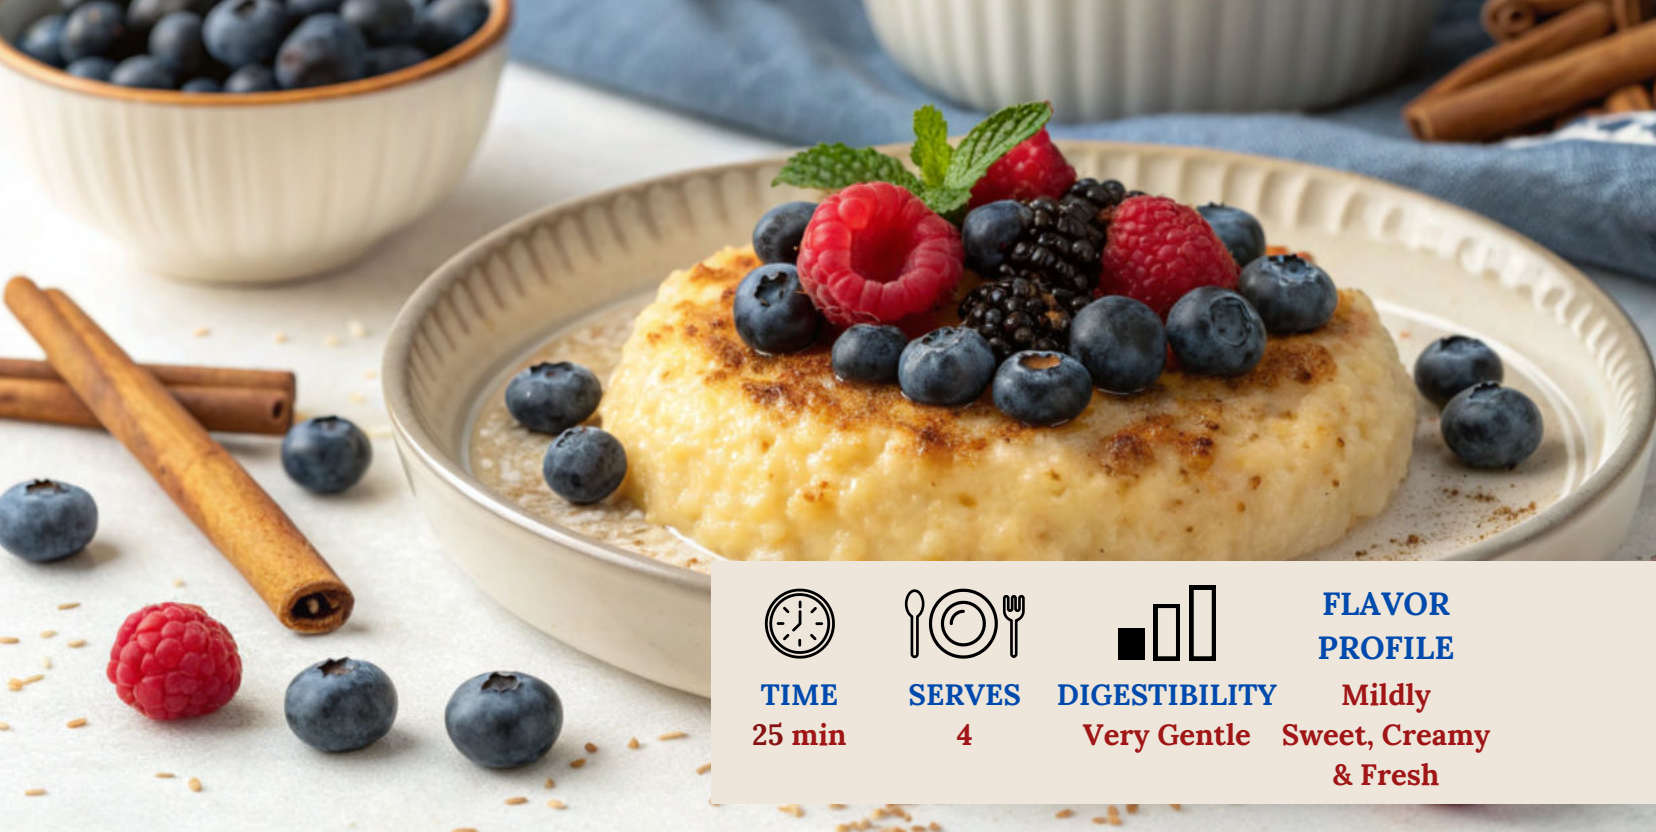 TIME
25 min
SERVES
4
DIGESTIBILITY
Very Gentle
FLAVOR
PROFILE
Mildly
Sweet, Creamy
& Fresh